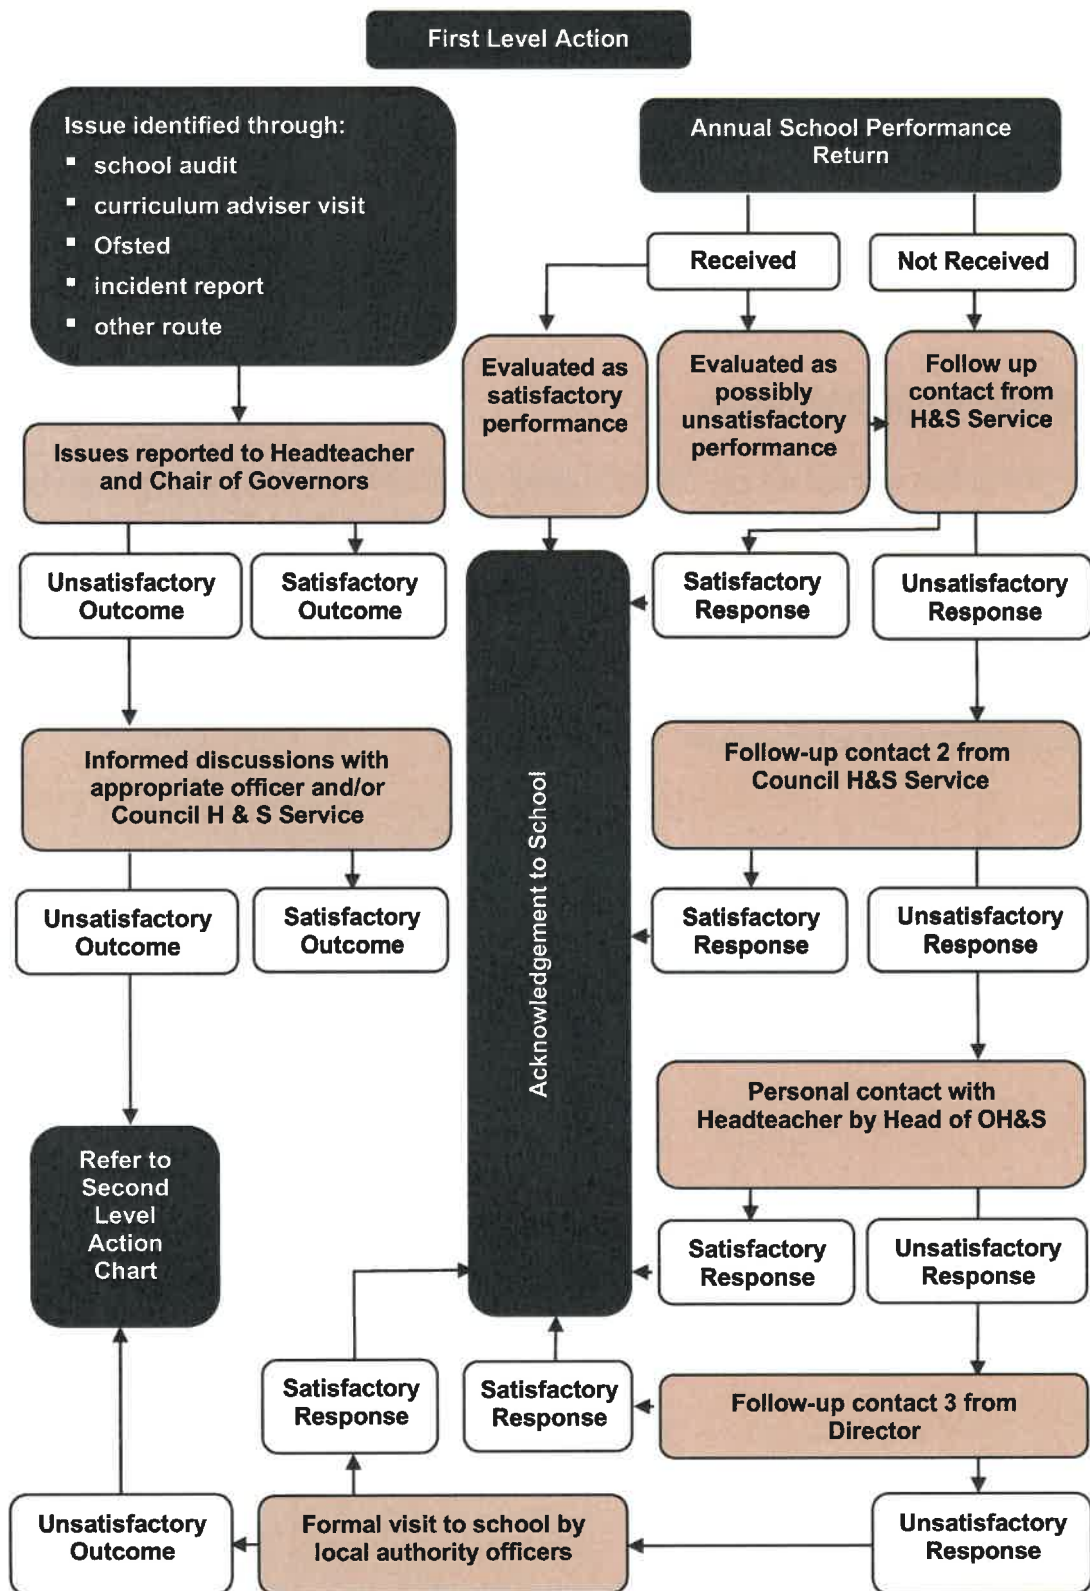 First Level Action
Issue identified through:
▪ school audit
▪ curriculum adviser visit
▪ Ofsted
▪ incident report
▪ other route
Annual School Performance
Return
Received
Not Received
Evaluated as
satisfactory
performance
Evaluated as
possibly
unsatisfactory
performance
Follow up
contact from
H&S Service
Issues reported to Headteacher
and Chair of Governors
Unsatisfactory
Outcome
Satisfactory
Outcome
Satisfactory
Response
Unsatisfactory
Response
Informed discussions with
appropriate officer and/or
Council H & S Service
Follow-up contact 2 from
Council H&S Service
Acknowledgement to School
Unsatisfactory
Outcome
Satisfactory
Outcome
Satisfactory
Response
Unsatisfactory
Response
Personal contact with
Headteacher by Head of OH&S
Refer to
Second
Level
Action
Chart
Satisfactory
Response
Unsatisfactory
Response
Satisfactory
Response
Satisfactory
Response
Follow-up contact 3 from
Director
Unsatisfactory
Outcome
Formal visit to school by
local authority officers
Unsatisfactory
Response